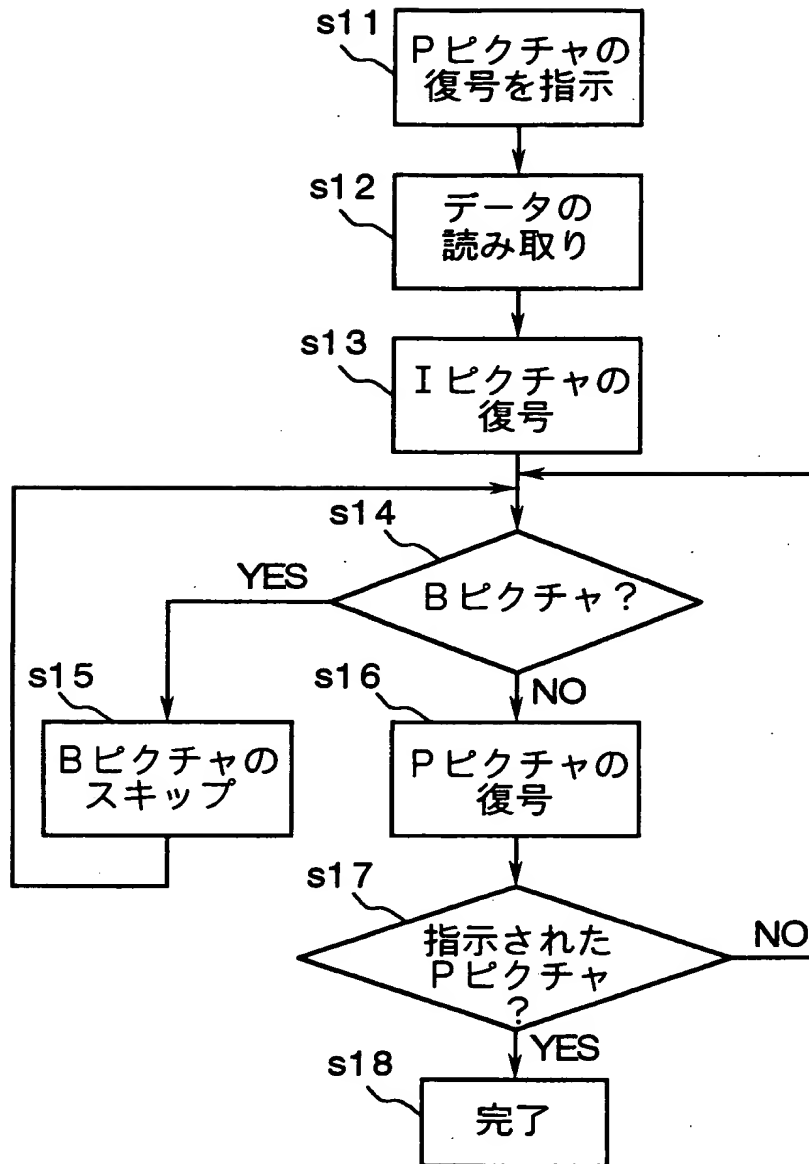 s11
Pピクチャの
復号を指示
s12
データの
読み取り
s13
Iピクチャの
復号
s14
Bピクチャ？
YES
NO
s15
Bピクチャの
スキップ
s16
Pピクチャの
復号
s17
指示された
Pピクチャ
？
NO
YES
s18
完了